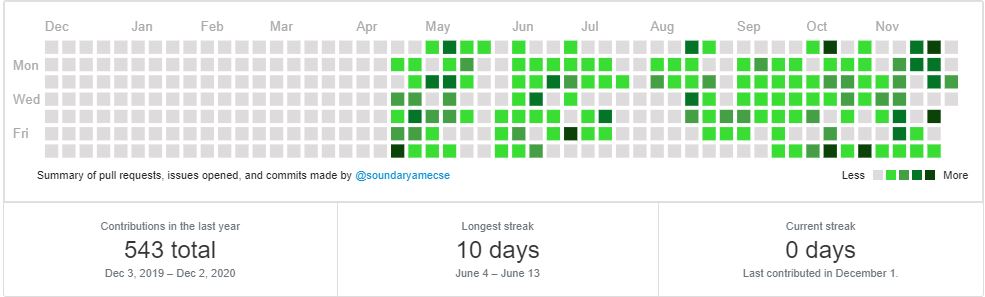 Dec Jan Feb Mar Apr May Jun Jul Aug Sep Oct Nov
Mon
Wed
Fri
Summary of pull requests, issues opened, and commits made by @soundaryamecse
Less More
Contributions in the last year
543 total
Dec 3, 2019 – Dec 2, 2020
Longest streak
10 days
June 4 – June 13
Current streak
0 days
Last contributed in December 1.